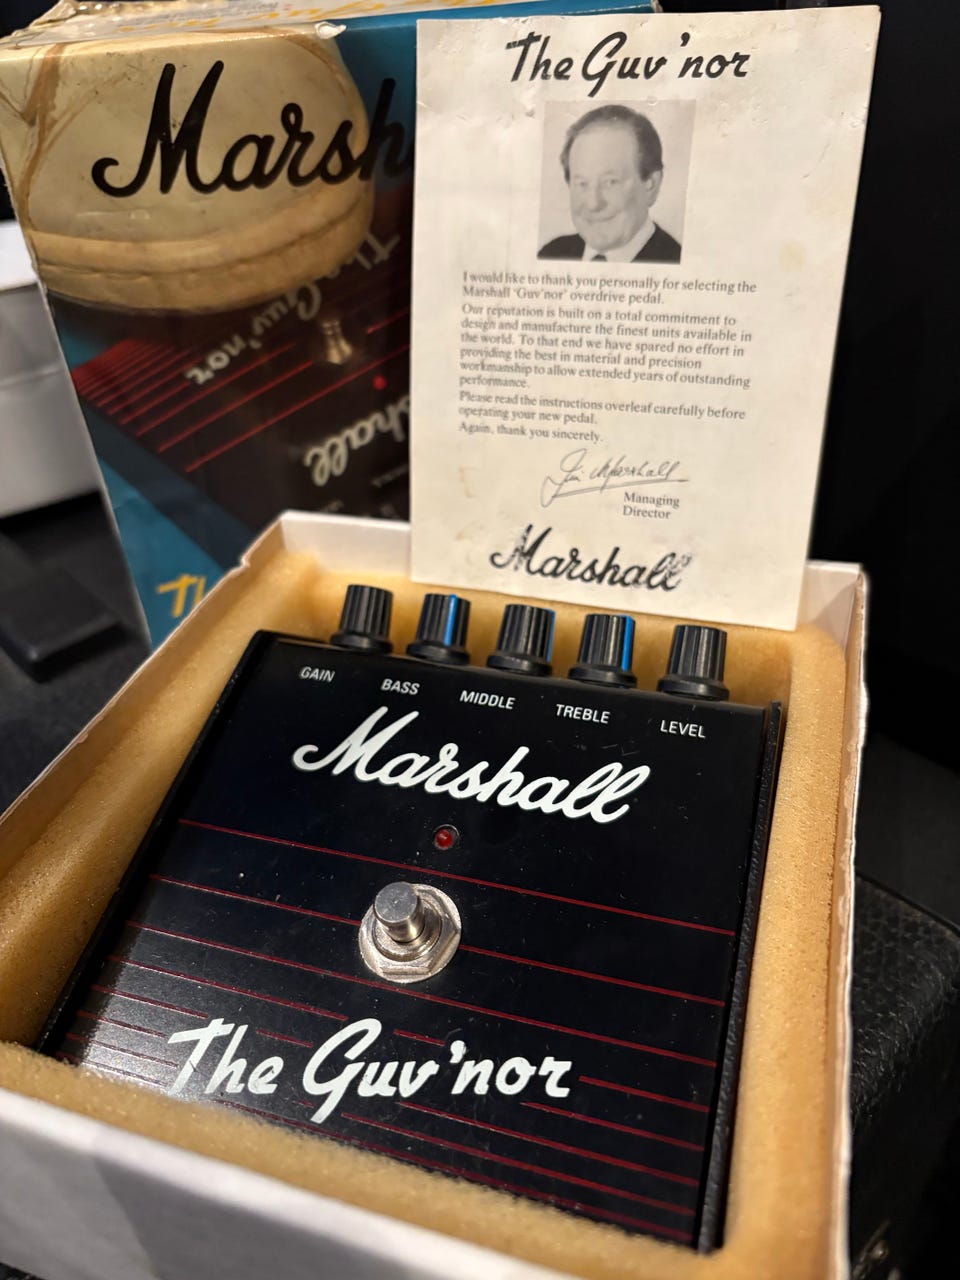 Marsh
The Guv'nor
shall
Th
The Guv'nor
I would like to thank you personally for selecting the
Marshall 'Guv'nor' overdrive pedal.
Our reputation is built on a total commitment to
design and manufacture the finest units available in
the world. To that end we have spared no effort in
providing the best in material and precision
workmanship to allow extended years of outstanding
performance.
Please read the instructions overleaf carefully before
operating your new pedal.
Again, thank you sincerely.
Jim Marshall
Managing
Director
Marshall
GAIN BASS MIDDLE TREBLE LEVEL
Marshall
The Guv'nor